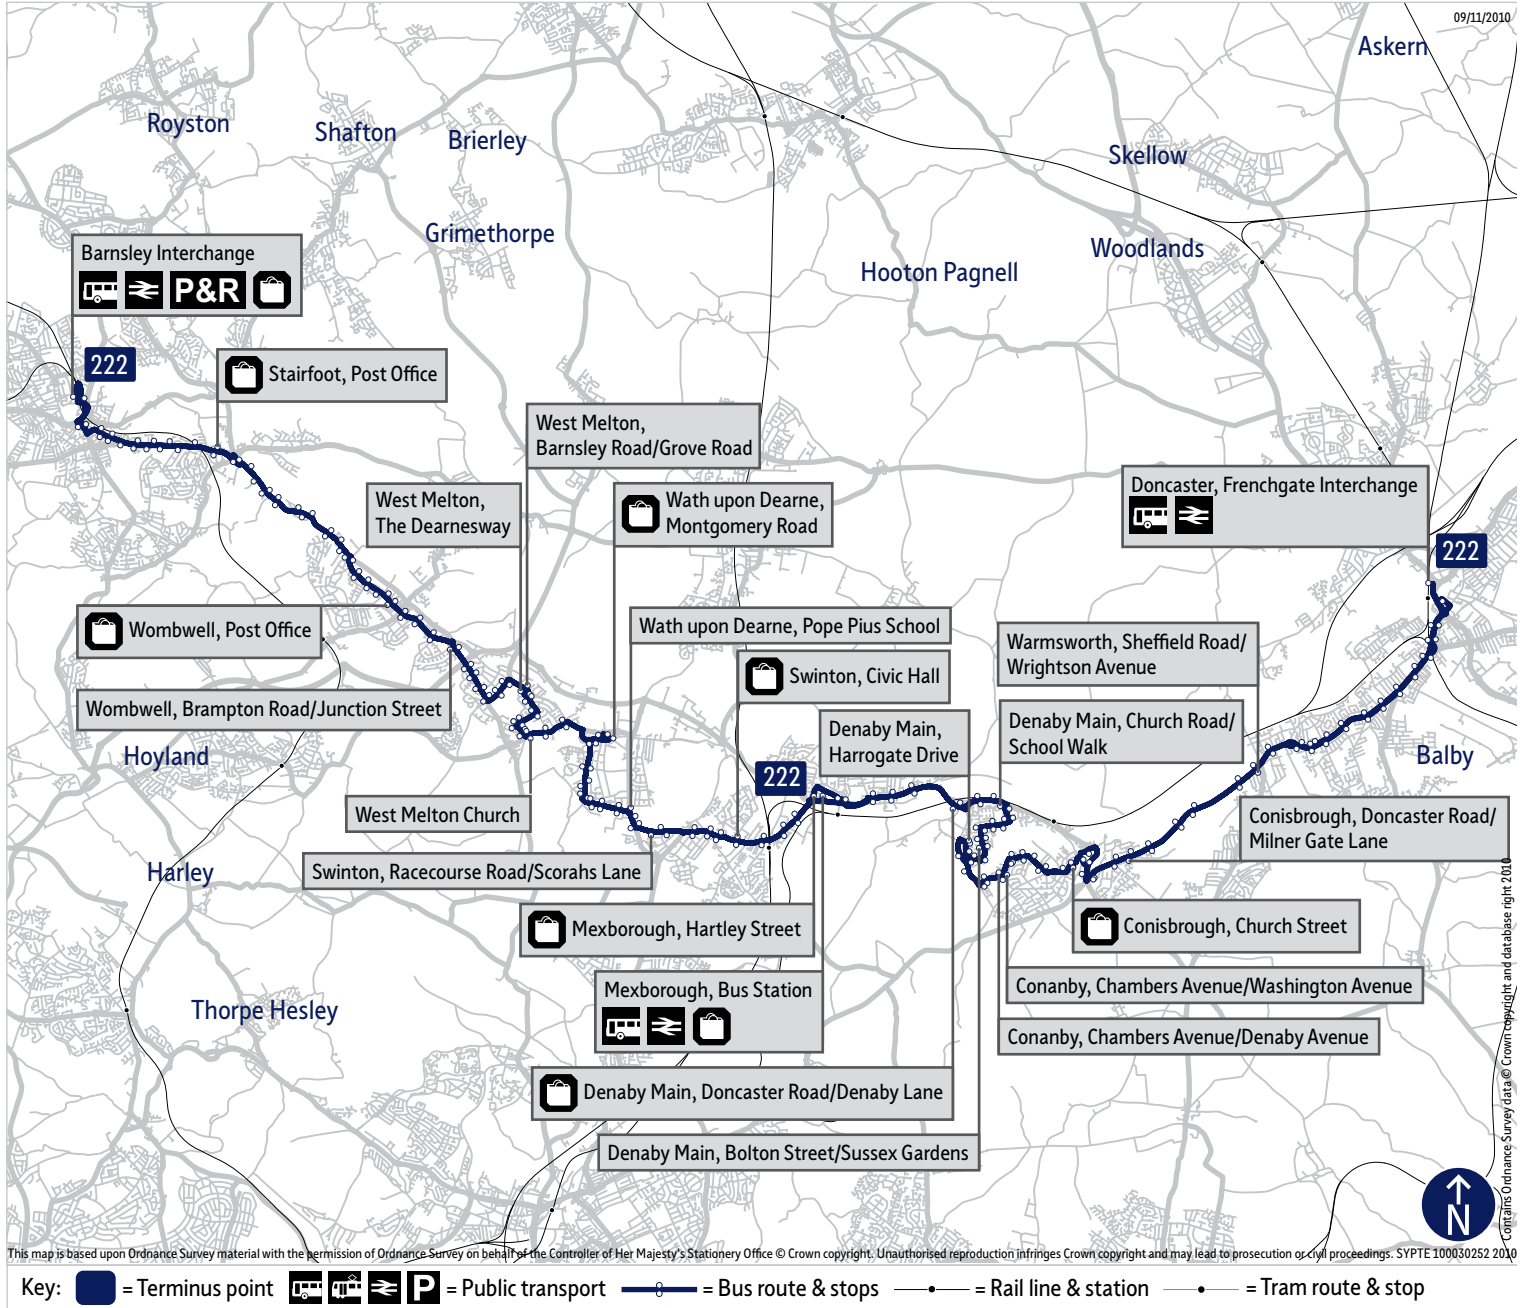 09/11/2010
Askern
Royston
Shafton
Brierley
Skellow
Grimethorpe
Woodlands
Hooton Pagnell
Barnsley Interchange
P&R
222
Stairfoot, Post Office
West Melton,
Barnsley Road/Grove Road
West Melton,
The Dearnesway
Wath upon Dearne,
Montgomery Road
Doncaster, Frenchgate Interchange
222
Wombwell, Post Office
Wath upon Dearne, Pope Pius School
Warmsworth, Sheffield Road/
Wrightson Avenue
Swinton, Civic Hall
Wombwell, Brampton Road/Junction Street
Denaby Main,
Harrogate Drive
Denaby Main, Church Road/
School Walk
Hoyland
Balby
222
West Melton Church
Conisbrough, Doncaster Road/
Milner Gate Lane
Harley
Swinton, Racecourse Road/Scorahs Lane
Mexborough, Hartley Street
Conisbrough, Church Street
Mexborough, Bus Station
Conanby, Chambers Avenue/Washington Avenue
Thorpe Hesley
Conanby, Chambers Avenue/Denaby Avenue
Denaby Main, Doncaster Road/Denaby Lane
Denaby Main, Bolton Street/Sussex Gardens
N
Contains Ordnance Survey data © Crown copyright and database right 2010
This map is based upon Ordnance Survey material with the permission of Ordnance Survey on behalf of the Controller of Her Majesty's Stationery Office © Crown copyright. Unauthorised reproduction infringes Crown copyright and may lead to prosecution or civil proceedings. SYPTE 100030252 2010
Key: = Terminus point P = Public transport = Bus route & stops = Rail line & station = Tram route & stop